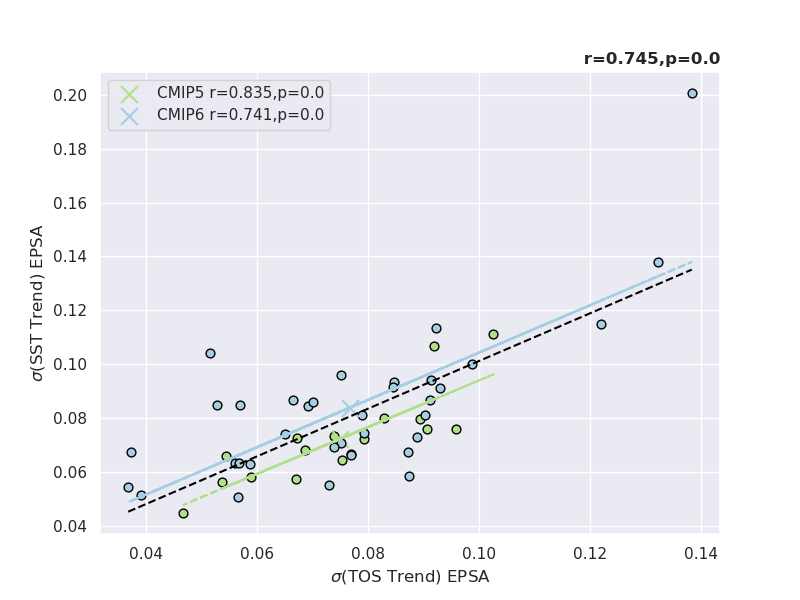 r=0.745,p=0.0
CMIP5 r=0.835,p=0.0
CMIP6 r=0.741,p=0.0
0.20
0.18
0.16
0.14
0.12
0.10
0.08
0.06
0.04
σ(SST Trend) EPSA
0.04 0.06 0.08 0.10 0.12 0.14
σ(TOS Trend) EPSA